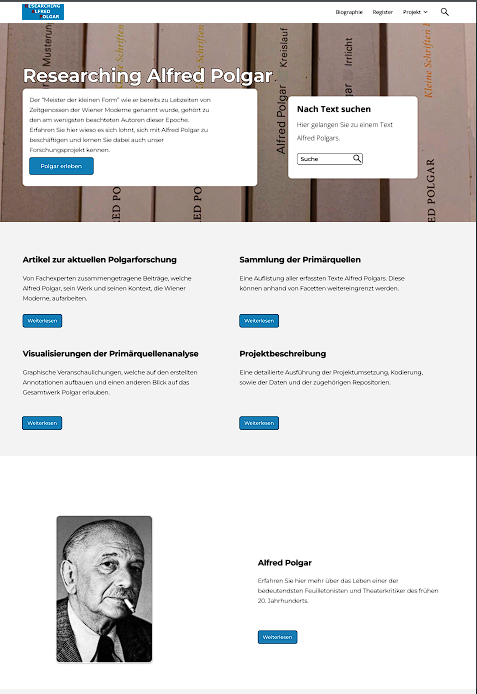 RESEARCHING
ALFRED
POLGAR
Biographie
Register
Projekt
Musterun
Schriften
Kreislauf
Irrlicht
Kleine Schriften
Researching Alfred Polgar
Der "Meister der kleinen Form" wie er bereits zu Lebzeiten von
Zeitgenossen der Wiener Moderne genannt wurde, gehört zu
den am wenigsten beachteten Autoren dieser Epoche.
Erfahren Sie hier wieso es sich lohnt, sich mit Alfred Polgar zu
beschäftigen und lernen Sie dabei auch unser
Forschungsprojekt kennen.
Polgar erleben
Alfred Polgar
Nach Text suchen
Hier gelangen Sie zu einem Text
Alfred Polgars.
Suche
ED POLGAR
Artikel zur aktuellen Polgarforschung
Von Fachexperten zusammengetragene Beiträge, welche
Alfred Polgar, sein Werk und seinen Kontext, die Wiener
Moderne, aufarbeiten.
Weiterlesen
Sammlung der Primärquellen
Eine Auflistung aller erfassten Texte Alfred Polgars. Diese
können anhand von Facetten weitereingrenzt werden.
Weiterlesen
Visualisierungen der Primärquellenanalyse
Graphische Veranschaulichungen, welche auf den erstellten
Annotationen aufbauen und einen anderen Blick auf das
Gesamtwerk Polgar erlauben.
Weiterlesen
Projektbeschreibung
Eine detailierte Ausführung der Projektumsetzung, Kodierung,
sowie der Daten und der zugehörigen Repositorien.
Weiterlesen
Alfred Polgar
Erfahren Sie hier mehr über das Leben einer der
bedeutendsten Feuilletonisten und Theaterkritiker des frühen
20. Jahrhunderts.
Weiterlesen